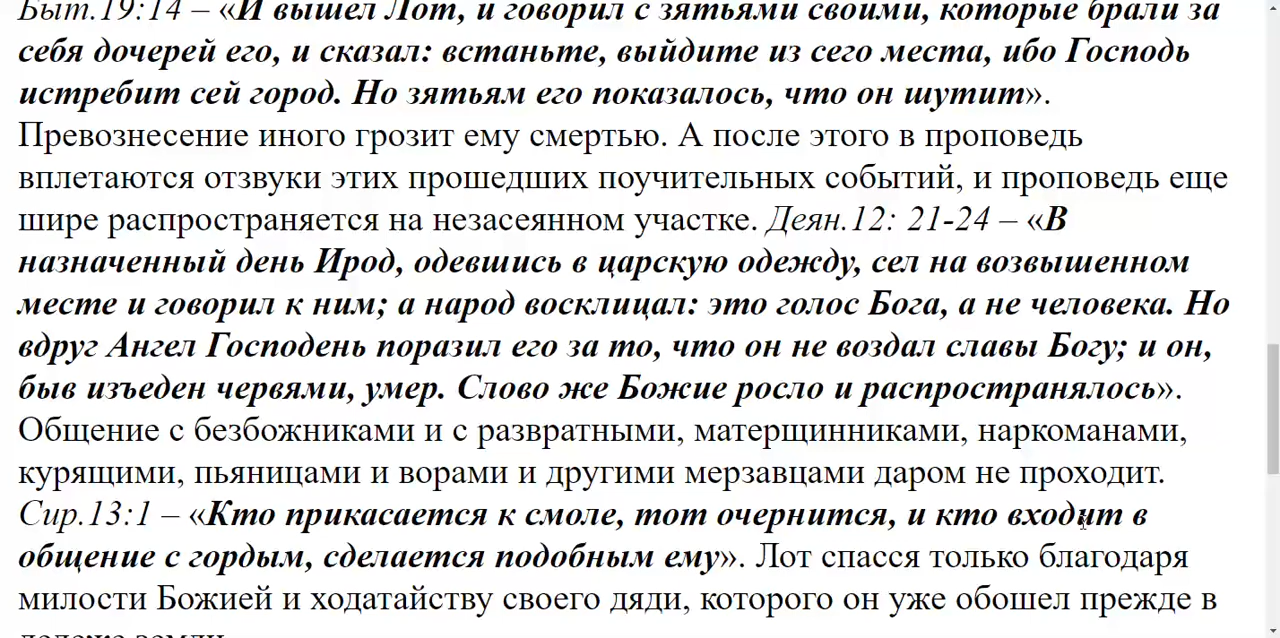 Быт.19:14 – «И вышел Лот, и говорил с зятьями своими, которые брали за
себя дочерей его, и сказал: встаньте, выйдите из сего места, ибо Господь
истребит сей город. Но зятьям его показалось, что он шутит».
Превознесение иного грозит ему смертью. А после этого в проповедь
вплетаются отзвуки этих прошедших поучительных событий, и проповедь еще
шире распространяется на незасеянном участке. Деян.12: 21-24 – «В
назначенный день Ирод, одевшись в царскую одежду, сел на возвышенном
месте и говорил к ним; а народ восклицал: это голос Бога, а не человека. Но
вдруг Ангел Господень поразил его за то, что он не воздал славы Богу; и он,
быв изъеден червями, умер. Слово же Божие росло и распространялось».
Общение с безбожниками и с развратными, матерщинниками, наркоманами,
курящими, пьяницами и ворами и другими мерзавцами даром не проходит.
Сир.13:1 – «Кто прикасается к смоле, тот очернится, и кто входит в
общение с гордым, сделается подобным ему». Лот спасся только благодаря
милости Божией и ходатайству своего дяди, которого он уже обошел прежде в
дележе земли.